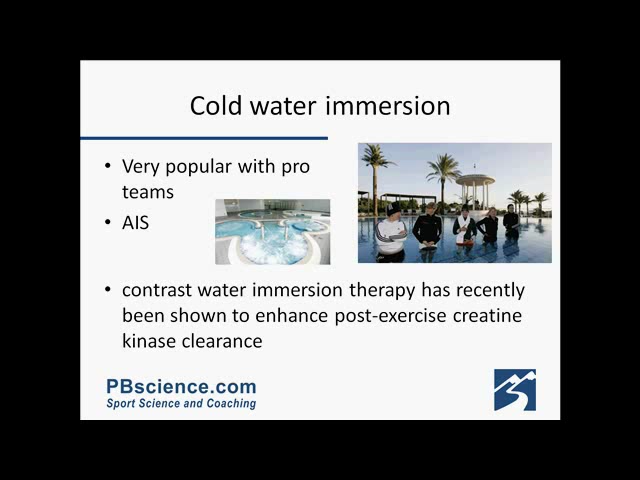 Cold water immersion
• Very popular with pro
teams
• AIS
• contrast water immersion therapy has recently
been shown to enhance post-exercise creatine
kinase clearance
PBscience.com
Sport Science and Coaching